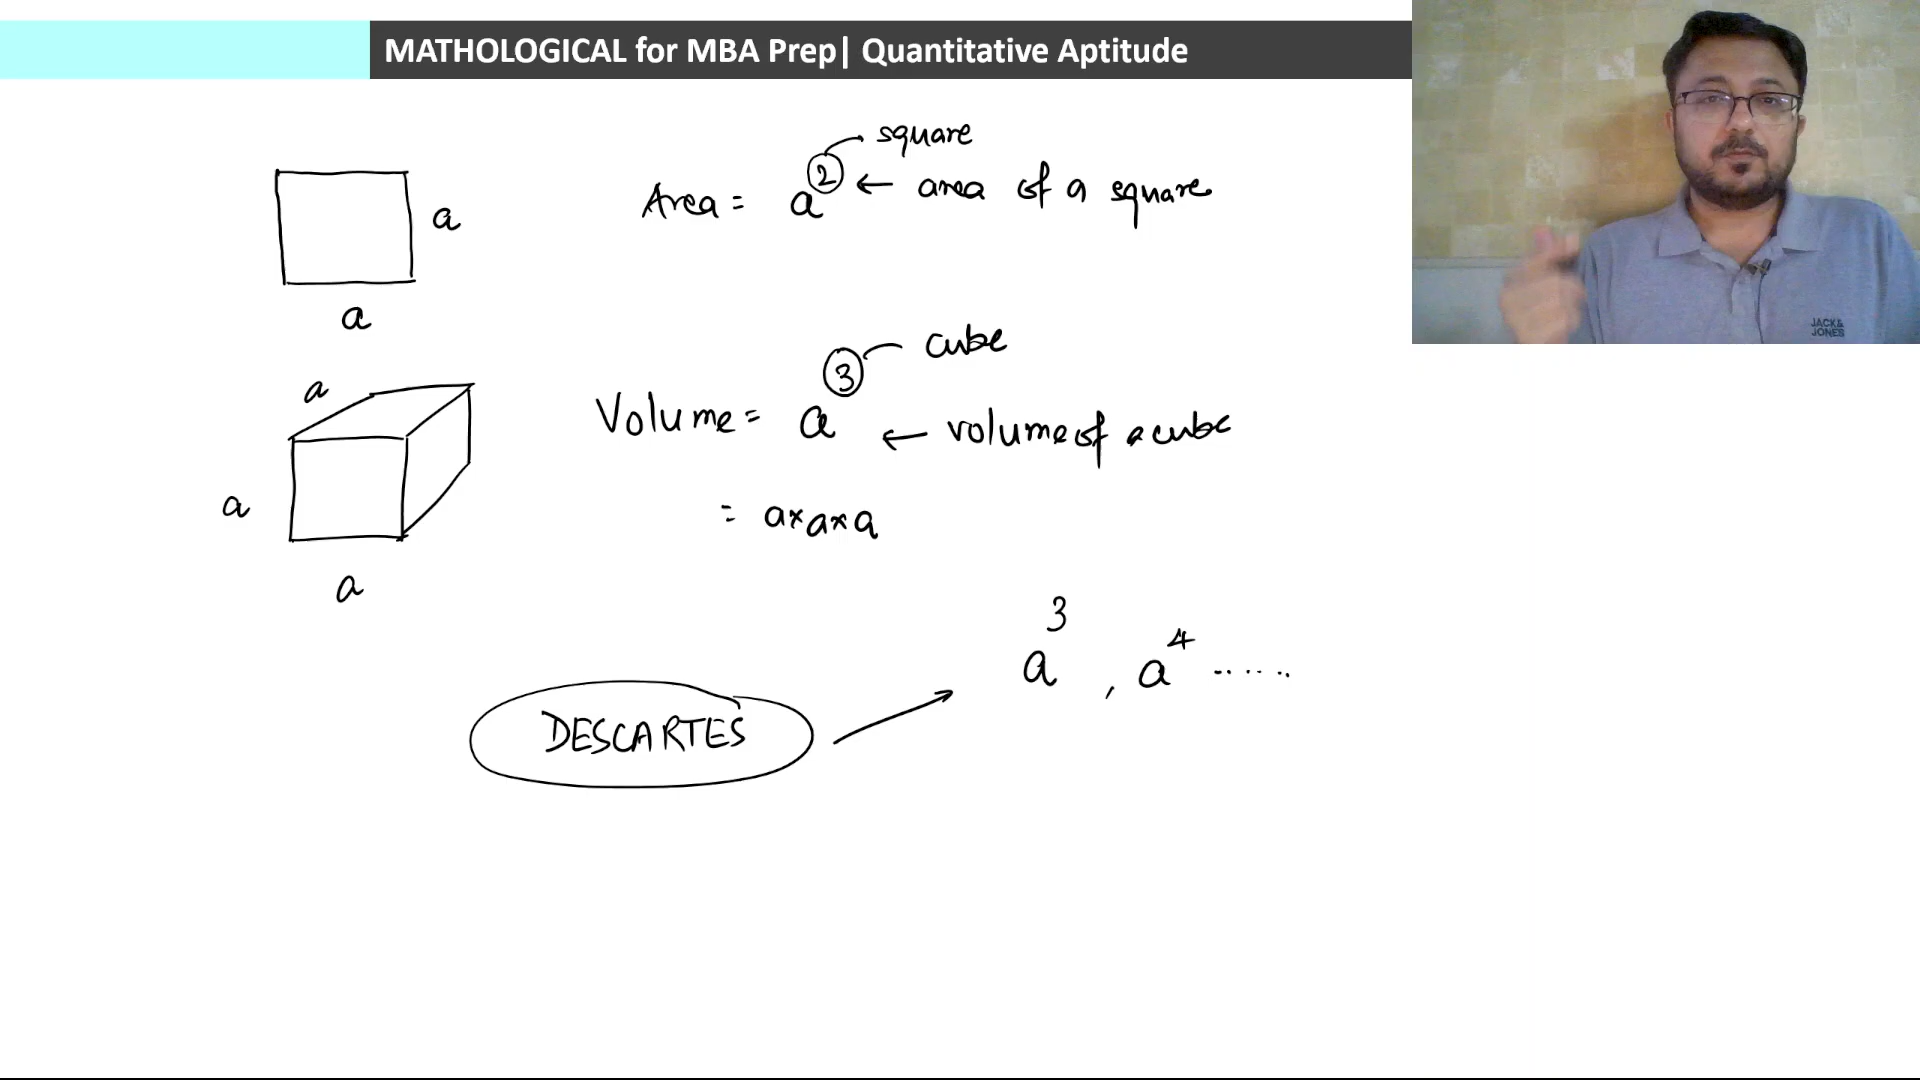 MATHOLOGICAL for MBA Prep| Quantitative Aptitude
square
Area = a² ← area of a square
a
a
cube
a
Volume = a³ ← volume of a cube
a
= a×a×a
a
a³, a⁴ ......
DESCARTES
JACK&
JONES